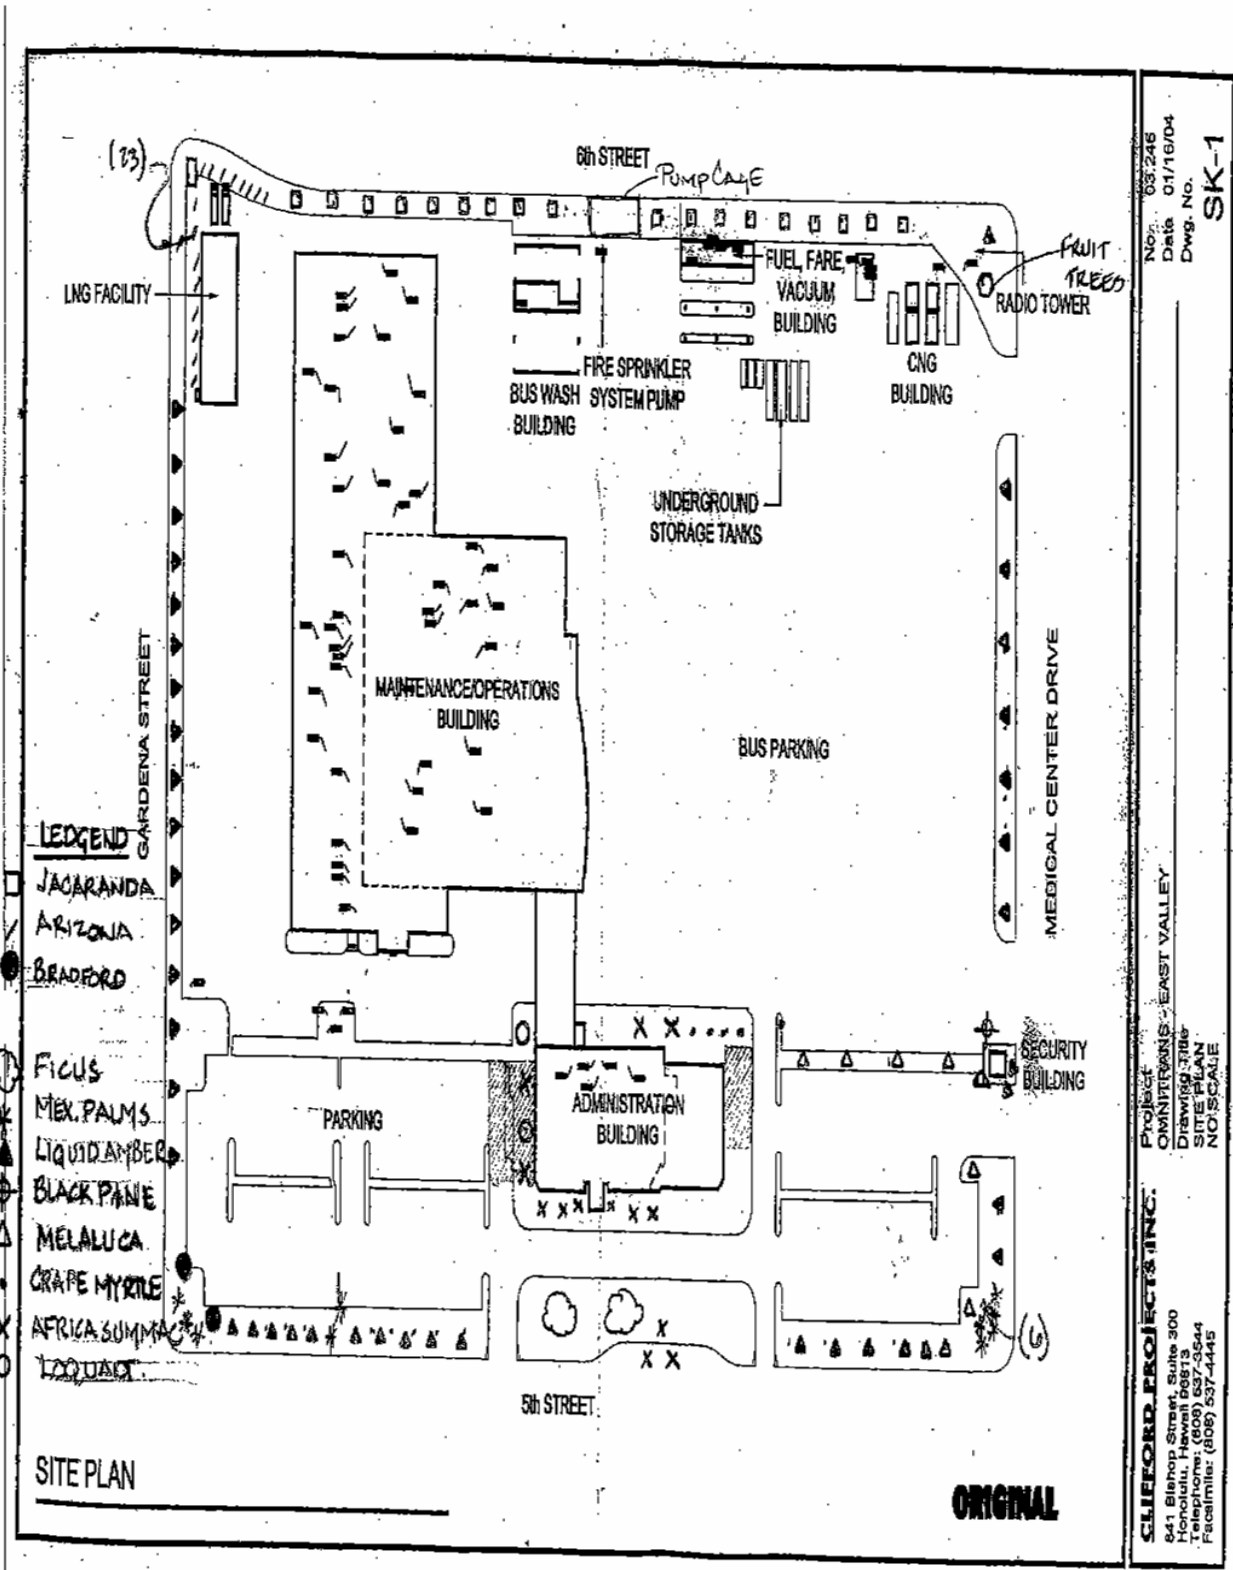 (23)
6th STREET
PUMP CAGE
LNG FACILITY
FUEL, FARE,
VACUUM
BUILDING
FRUIT
TREES
RADIO TOWER
CNG
BUILDING
FIRE SPRINKLER
SYSTEM PUMP
BUS WASH
BUILDING
UNDERGROUND
STORAGE TANKS
GARDENA STREET
MAINTENANCE/OPERATIONS
BUILDING
BUS PARKING
MEDICAL CENTER DRIVE
LEDGEND
JACARANDA
ARIZONA
BRADFORD
FICUS
MEX. PALMS
LIQUIDAMBER
BLACK PANE
MELALUCA
CRAPE MYRTLE
AFRICA SUMMAC
LOQUAT
SECURITY
BUILDING
PARKING
ADMINISTRATION
BUILDING
(6)
5th STREET
SITE PLAN
ORIGINAL
No. 03.246
Date 01/16/04
Dwg. No.
SK-1
Project
OMNITRANS - EAST VALLEY
Drawing Title
SITE PLAN
NO SCALE
CLIFFORD PROJECTS INC.
841 Bishop Street, Suite 300
Honolulu, Hawaii 96813
Telephone: (808) 537-3544
Facsimile: (808) 537-4445